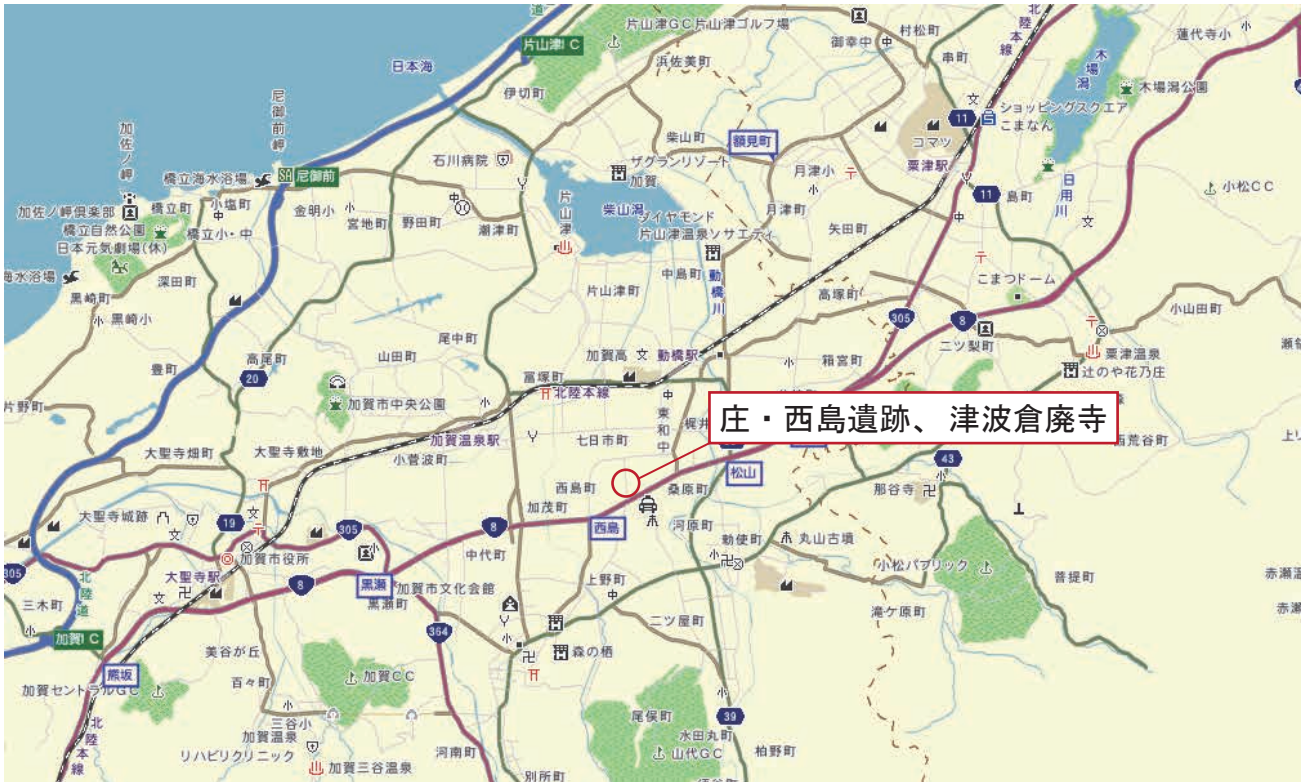 片山津GC片山津ゴルフ場
村松町
北陸本線
蓮代寺小
御幸中
串町
木場潟
片山津IC
浜佐美町
日本海
伊切町
木場潟公園
尼御前岬
ショッピングスクエア
こまなん
11
コマツ
加佐ノ岬
柴山町
額見町
石川病院
ザグランリゾート
加賀
月津小
粟津駅
SA 尼御前
橋立海水浴場
11
島町
日用川
小松CC
小塩町
金明小
加佐ノ岬倶楽部
橋立町
宮地町
野田町
潮津町
片山津
柴山潟
ダイヤモンド
片山津温泉ソサエティ
月津町
矢田町
橋立自然公園
橋立小・中
日本元気劇場(休)
海水浴場
深田町
中島町
動橋川
こまつドーム
黒崎町
片山津町
高塚町
小山田町
黒崎小
尾中町
305
8
二ツ梨町
豊町
高尾町
山田町
加賀高
動橋駅
箱宮町
粟津温泉
辻のや花乃庄
20
富塚町
北陸本線
片野町
加賀市中央公園
東和中
庄・西島遺跡、津波倉廃寺
加賀温泉駅
七日市町
大聖寺畑町
大聖寺敷地
小菅波町
西荒谷町
43
松山
西島町
桑原町
那谷寺
大聖寺城跡
19
305
加茂町
8
西島
河原町
勅使町
丸山古墳
加賀市役所
中代町
305
北陸道
大聖寺駅
8
黒瀬
加賀市文化会館
上野町
小松パブリック
菩提町
三木町
黒瀬町
滝ケ原町
364
二ツ屋町
加賀IC
美谷が丘
森の栖
熊坂
加賀セントラルGC
百々町
加賀CC
北陸本線
三谷小
尾俣町
39
加賀温泉
リハビリクリニック
水田丸町
山代GC
柏野町
河南町
加賀三谷温泉
別所町